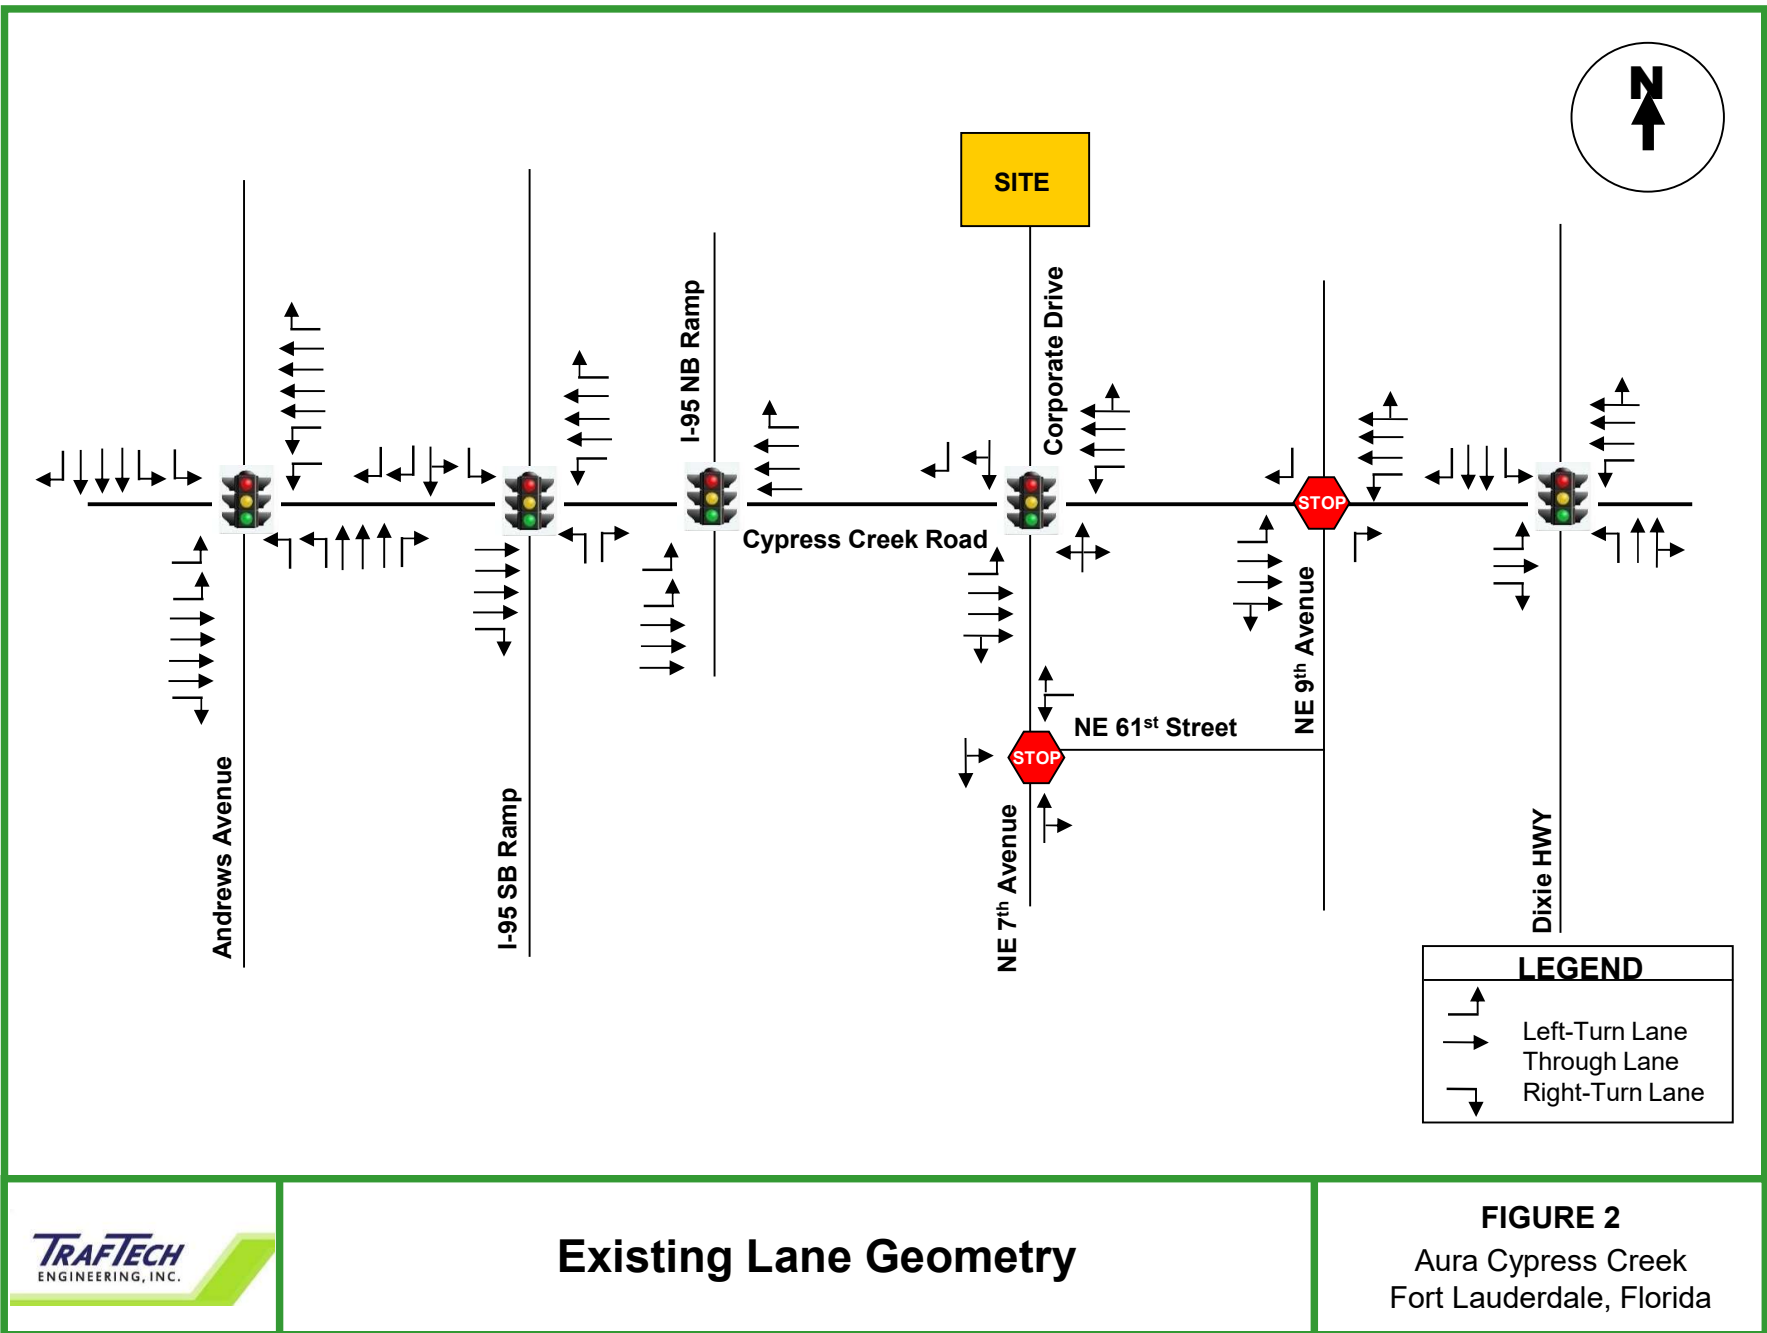 N
SITE
Corporate Drive
I-95 NB Ramp
STOP
Cypress Creek Road
NE 9th Avenue
NE 61st Street
STOP
Andrews Avenue
I-95 SB Ramp
NE 7th Avenue
Dixie HWY
LEGEND
Left-Turn Lane
Through Lane
Right-Turn Lane
TRAFTECH
ENGINEERING, INC.
Existing Lane Geometry
FIGURE 2
Aura Cypress Creek
Fort Lauderdale, Florida